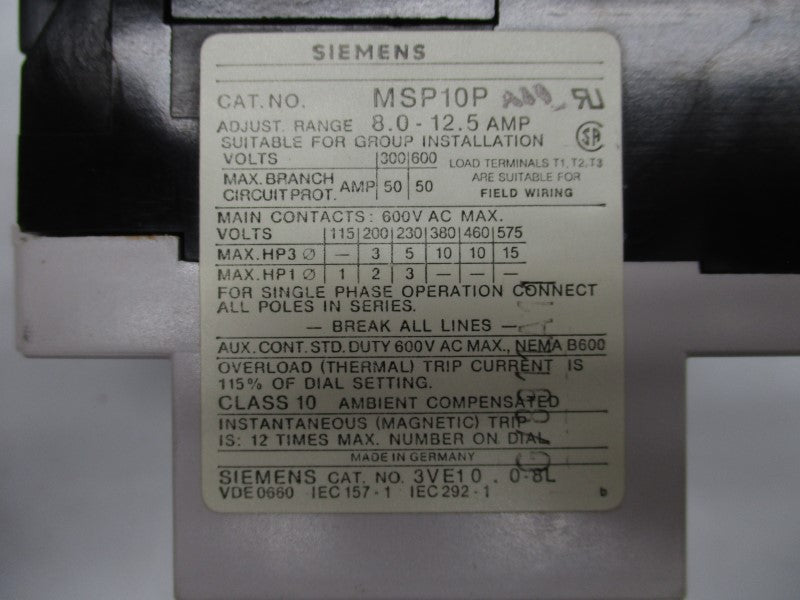 SIEMENS
CAT. NO. MSP10P
ADJUST. RANGE 8.0 - 12.5 AMP
SUITABLE FOR GROUP INSTALLATION
VOLTS 300 600
MAX. BRANCH CIRCUIT PROT. AMP 50 50
LOAD TERMINALS T1, T2, T3
ARE SUITABLE FOR
FIELD WIRING
MAIN CONTACTS: 600V AC MAX.
VOLTS 115 200 230 380 460 575
MAX. HP3 Ø — 3 5 10 10 15
MAX. HP1 Ø 1 2 3 — — —
FOR SINGLE PHASE OPERATION CONNECT
ALL POLES IN SERIES.
— BREAK ALL LINES —
AUX. CONT. STD. DUTY 600V AC MAX., NEMA B600
OVERLOAD (THERMAL) TRIP CURRENT IS
115% OF DIAL SETTING.
CLASS 10 AMBIENT COMPENSATED
INSTANTANEOUS (MAGNETIC) TRIP
IS: 12 TIMES MAX. NUMBER ON DIAL
MADE IN GERMANY
SIEMENS CAT. NO. 3VE10 . 0-8L
VDE 0660 IEC 157-1 IEC 292-1 b